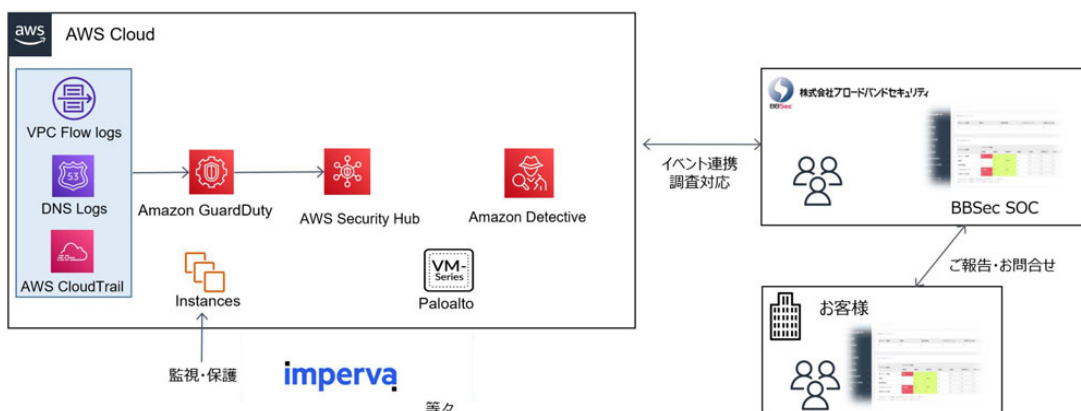 aws
AWS Cloud
VPC Flow logs
53
DNS Logs
AWS CloudTrail
Amazon GuardDuty
AWS Security Hub
Amazon Detective
Instances
VM-
Series
Paloalto
監視・保護
imperva
等々
イベント連携
調査対応
BBSec
株式会社ブロードバンドセキュリティ
BBSec SOC
ご報告・お問合せ
お客様